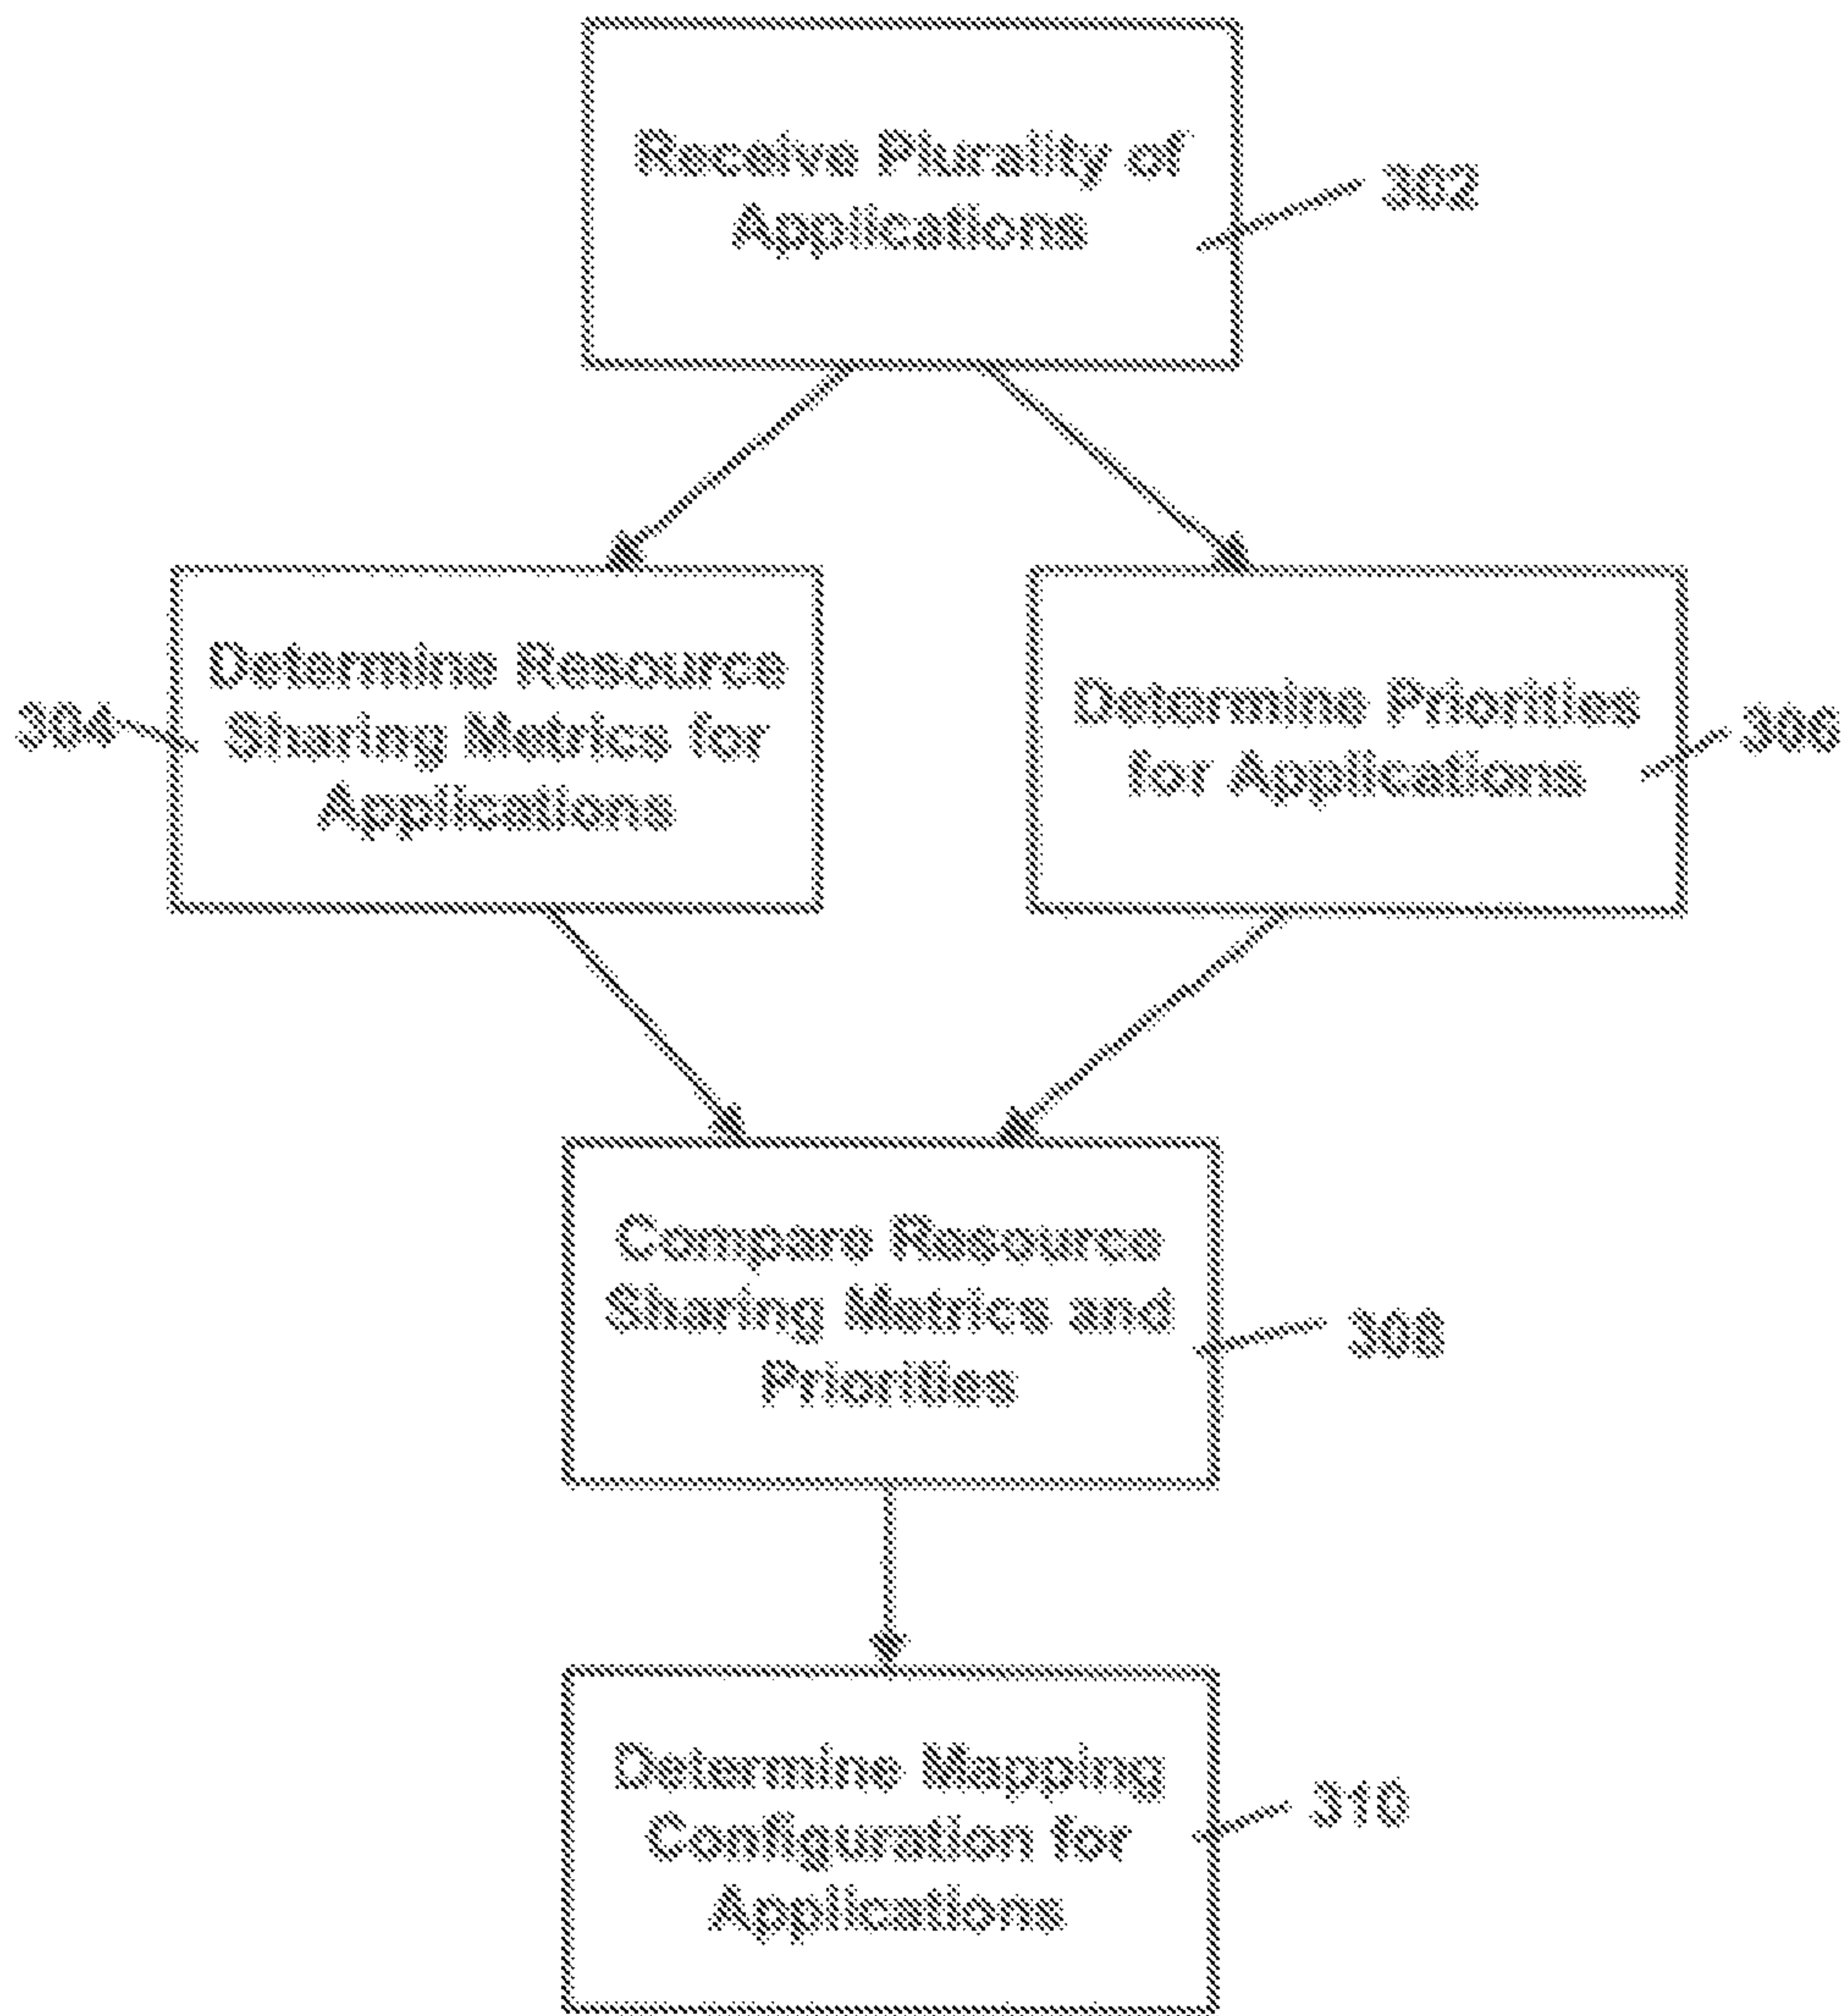 Receive Plurality of
Applications
302
Determine Resource
Sharing Metrics for
Applications
304
Determine Priorities
for Applications
306
Compare Resource
Sharing Metrics and
Priorities
308
Determine Mapping
Configuration for
Applications
310